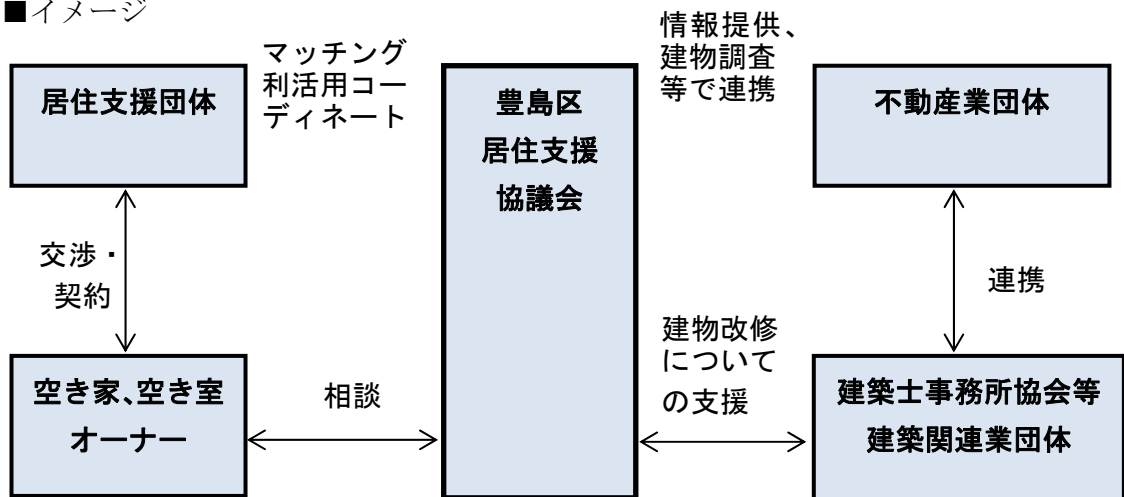 ■イメージ
マッチング
利活用コー
ディネート
情報提供、
建物調査
等で連携
居住支援団体
豊島区
居住支援
協議会
不動産業団体
交渉・
契約
連携
空き家、空き室
オーナー
相談
建物改修
について
の支援
建築士事務所協会等
建築関連業団体